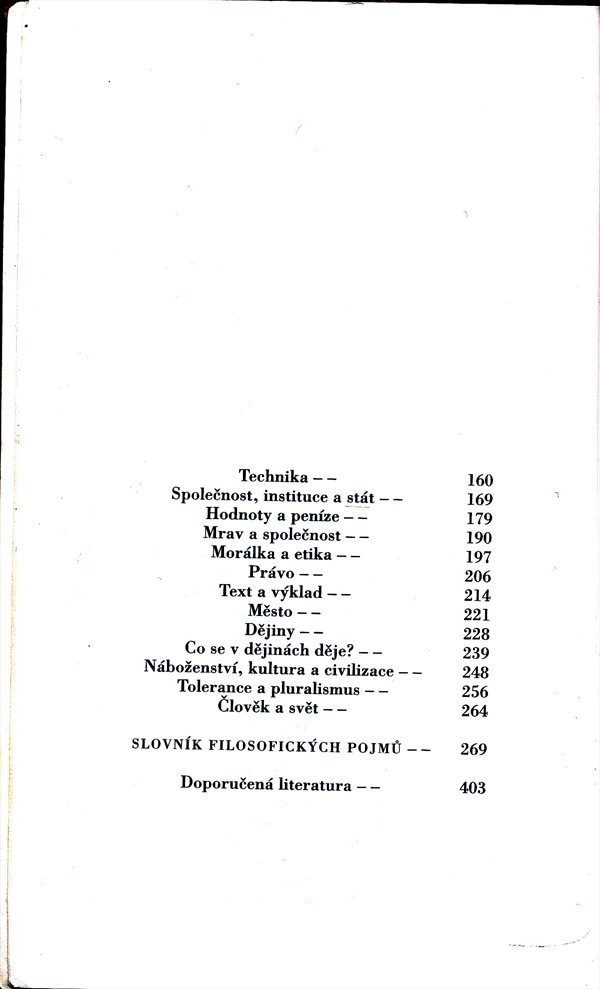 Technika –– 160
Společnost, instituce a stát –– 169
Hodnoty a peníze –– 179
Mrav a společnost –– 190
Morálka a etika –– 197
Právo –– 206
Text a výklad –– 214
Město –– 221
Dějiny –– 228
Co se v dějinách děje? –– 239
Náboženství, kultura a civilizace –– 248
Tolerance a pluralismus –– 256
Člověk a svět –– 264
SLOVNÍK FILOSOFICKÝCH POJMŮ –– 269
Doporučená literatura –– 403